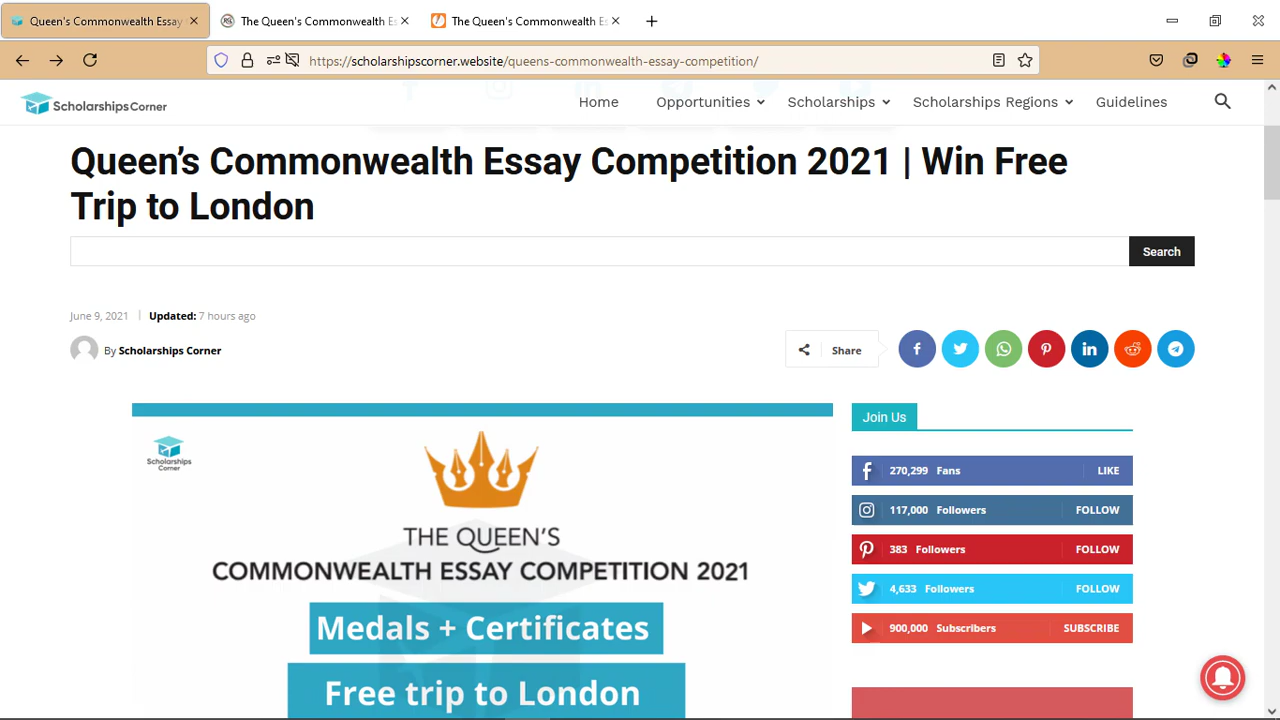 Queen's Commonwealth Essay
The Queen's Commonwealth Es
The Queen's Commonwealth Es
https://scholarshipscorner.website/queens-commonwealth-essay-competition/
ScholarshipsCorner
Home Opportunities Scholarships Scholarships Regions Guidelines
Queen’s Commonwealth Essay Competition 2021 | Win Free
Trip to London
Search
June 9, 2021 Updated: 7 hours ago
By Scholarships Corner
Share
Scholarships
Corner
THE QUEEN'S
COMMONWEALTH ESSAY COMPETITION 2021
Medals + Certificates
Free trip to London
Join Us
270,299 Fans LIKE
117,000 Followers FOLLOW
383 Followers FOLLOW
4,633 Followers FOLLOW
900,000 Subscribers SUBSCRIBE